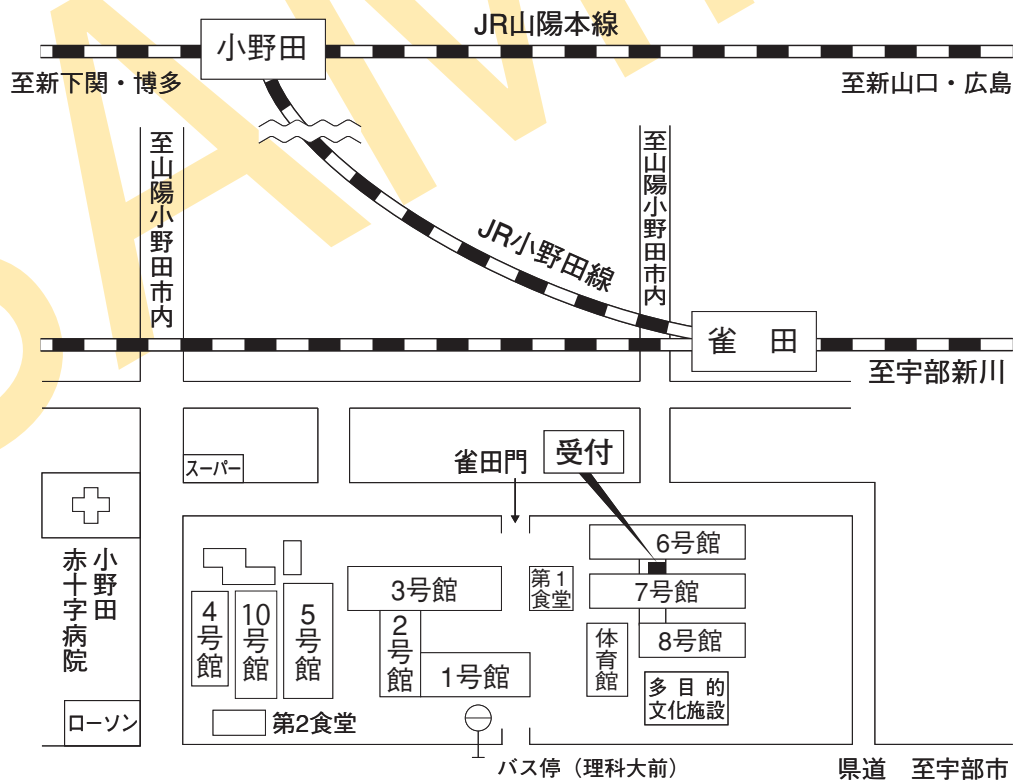 JR山陽本線
小野田
至新下関・博多
至新山口・広島
至山陽小野田市内
至山陽小野田市内
JR小野田線
雀 田
至宇部新川
スーパー
雀田門
受付
小野田
赤十字病院
ローソン
4号館
10号館
5号館
3号館
2号館
1号館
第2食堂
第1
食堂
6号館
7号館
8号館
体育館
多目的
文化施設
バス停（理科大前）
県道 至宇部市